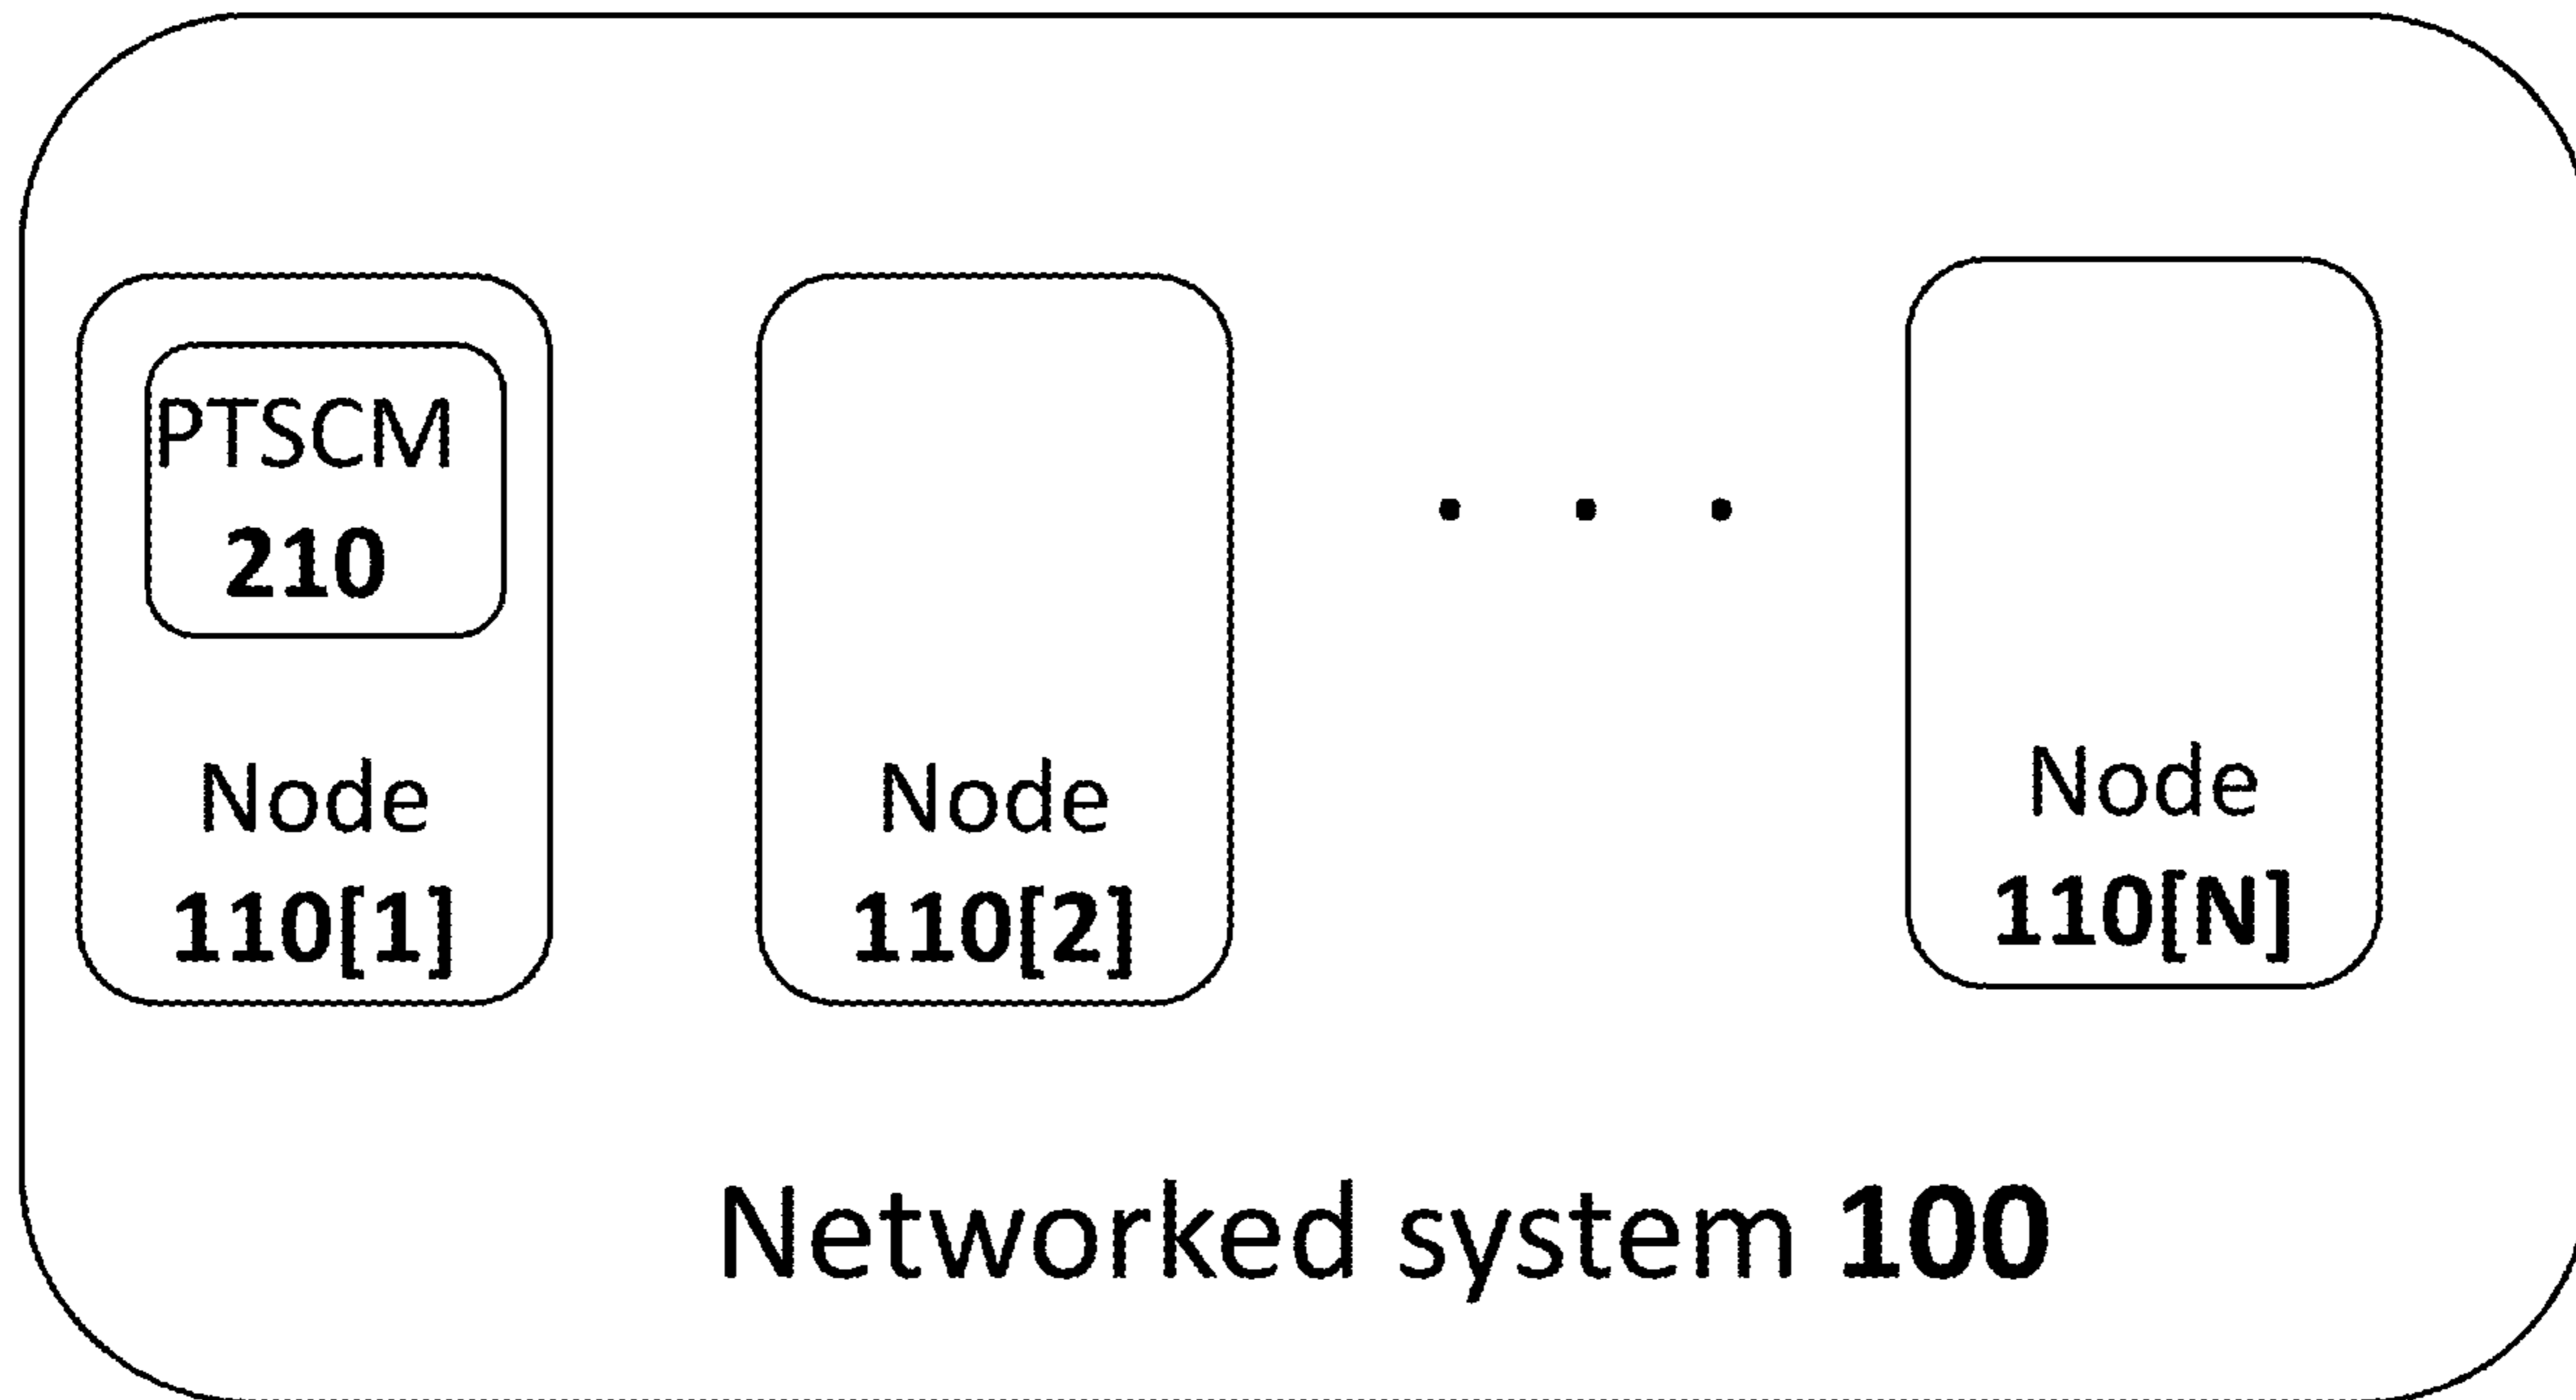 PTSCM
210
Node
110[1]
Node
110[2]
. . .
Node
110[N]
Networked system 100